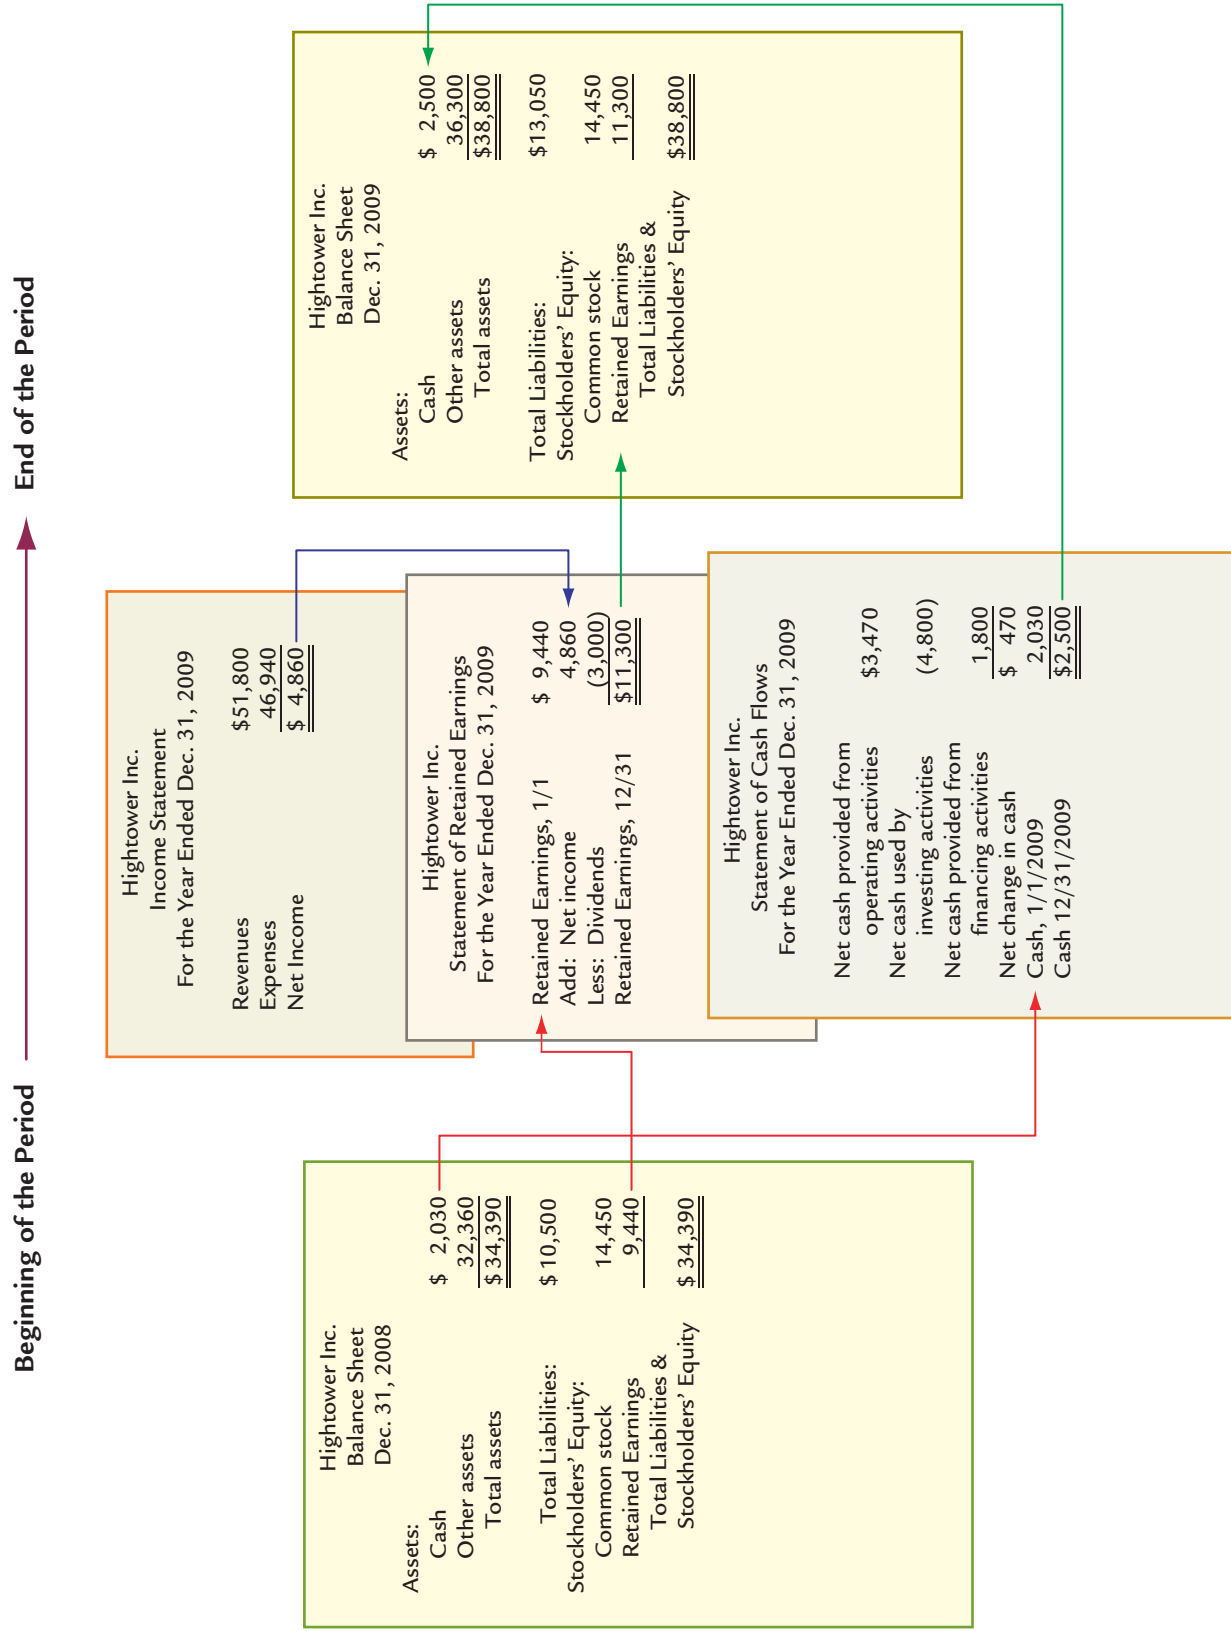 Beginning of the Period
End of the Period
Hightower Inc.
Balance Sheet
Dec. 31, 2008
Assets:
Cash $ 2,030
Other assets 32,360
Total assets $ 34,390
Total Liabilities: $ 10,500
Stockholders’ Equity:
Common stock 14,450
Retained Earnings 9,440
Total Liabilities &
Stockholders’ Equity $ 34,390
Hightower Inc.
Income Statement
For the Year Ended Dec. 31, 2009
Revenues $51,800
Expenses 46,940
Net Income $ 4,860
Hightower Inc.
Statement of Retained Earnings
For the Year Ended Dec. 31, 2009
Retained Earnings, 1/1 $ 9,440
Add: Net income 4,860
Less: Dividends (3,000)
Retained Earnings, 12/31 $11,300
Hightower Inc.
Statement of Cash Flows
For the Year Ended Dec. 31, 2009
Net cash provided from
operating activities $3,470
Net cash used by
investing activities (4,800)
Net cash provided from
financing activities 1,800
Net change in cash $ 470
Cash, 1/1/2009 2,030
Cash 12/31/2009 $2,500
Hightower Inc.
Balance Sheet
Dec. 31, 2009
Assets:
Cash $ 2,500
Other assets 36,300
Total assets $38,800
Total Liabilities: $13,050
Stockholders’ Equity:
Common stock 14,450
Retained Earnings 11,300
Total Liabilities &
Stockholders’ Equity $38,800